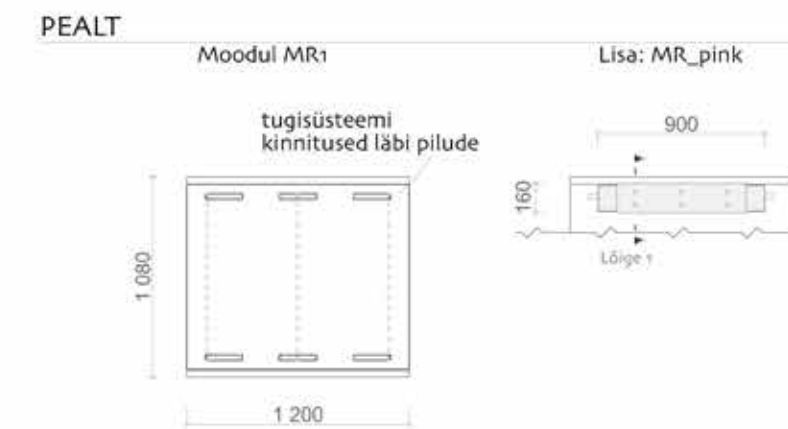 PEALT
Moodul MR1
Lisa: MR_pink
tugisüsteemi
kinnitused läbi pilude
900
160
1 080
Lõige 1
1 200